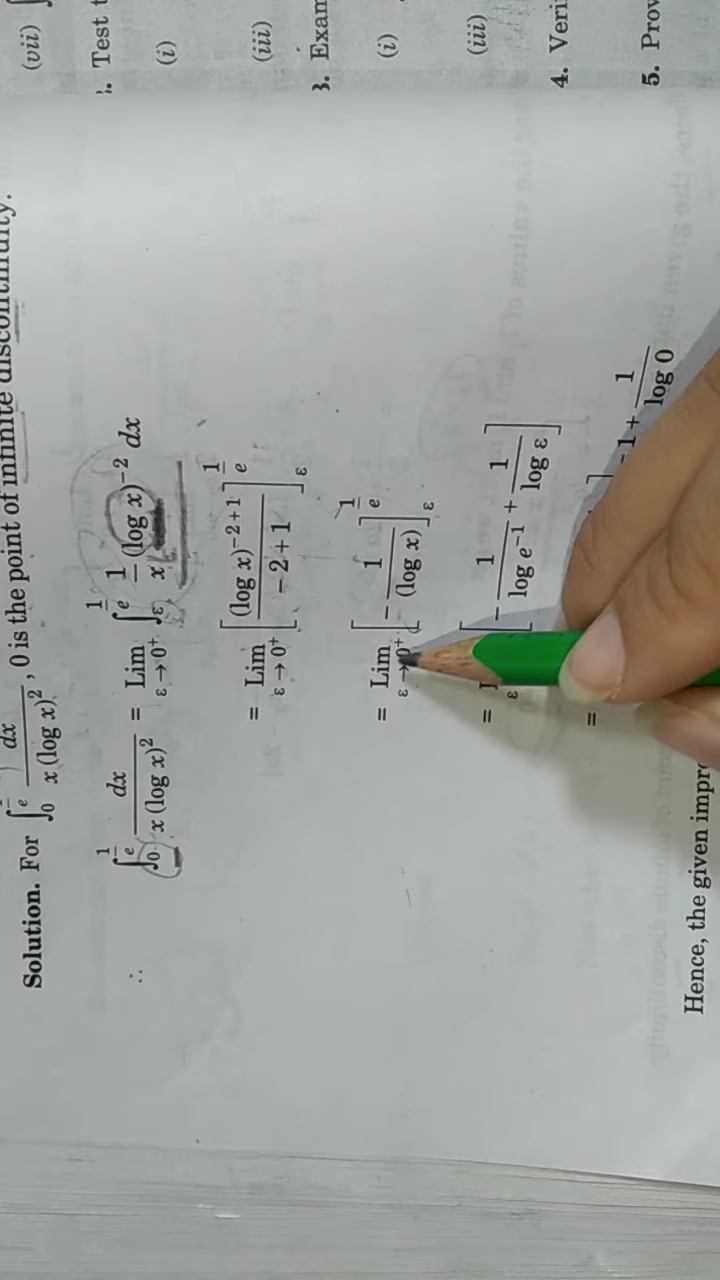 Solution. For ∫₀^{1/e} dx / x (log x)², 0 is the point of infinite discontinuity.
∴ ∫₀^{1/e} dx / x (log x)² = Lim_{ε → 0⁺} ∫_ε^{1/e} 1/x (log x)⁻² dx
= Lim_{ε → 0⁺} [(log x)^{−2+1} / −2+1]_ε^{1/e}
= Lim_{ε → 0⁺} [− 1/(log x)]_ε^{1/e}
= [− 1/log e⁻¹ + 1/log ε]
= 1 + 1/log 0
Hence, the given
(vii) ∫
Test
(i)
(iii)
3. Exam
(i)
(iii)
4. Veri
5. Prov